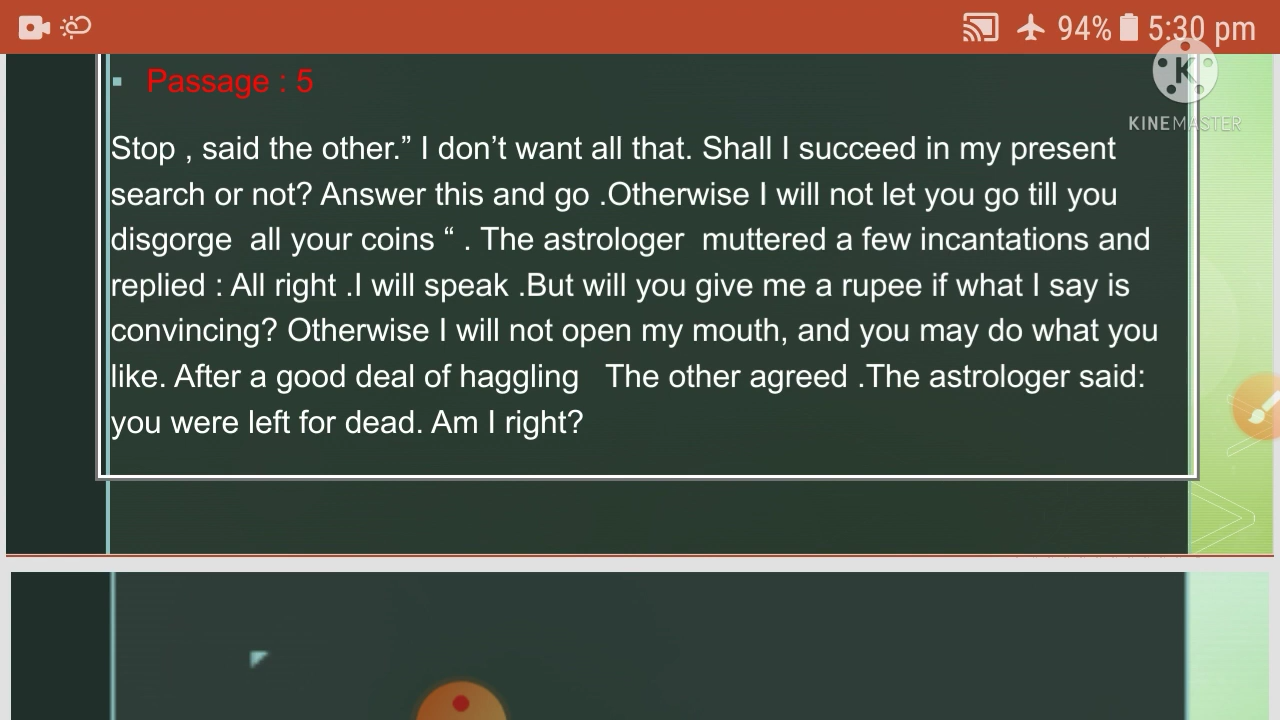 94% 5:30 pm
K
KINEMASTER
Passage : 5
Stop , said the other.” I don’t want all that. Shall I succeed in my present
search or not? Answer this and go .Otherwise I will not let you go till you
disgorge  all your coins “ . The astrologer  muttered a few incantations and
replied : All right .I will speak .But will you give me a rupee if what I say is
convincing? Otherwise I will not open my mouth, and you may do what you
like. After a good deal of haggling   The other agreed .The astrologer said:
you were left for dead. Am I right?